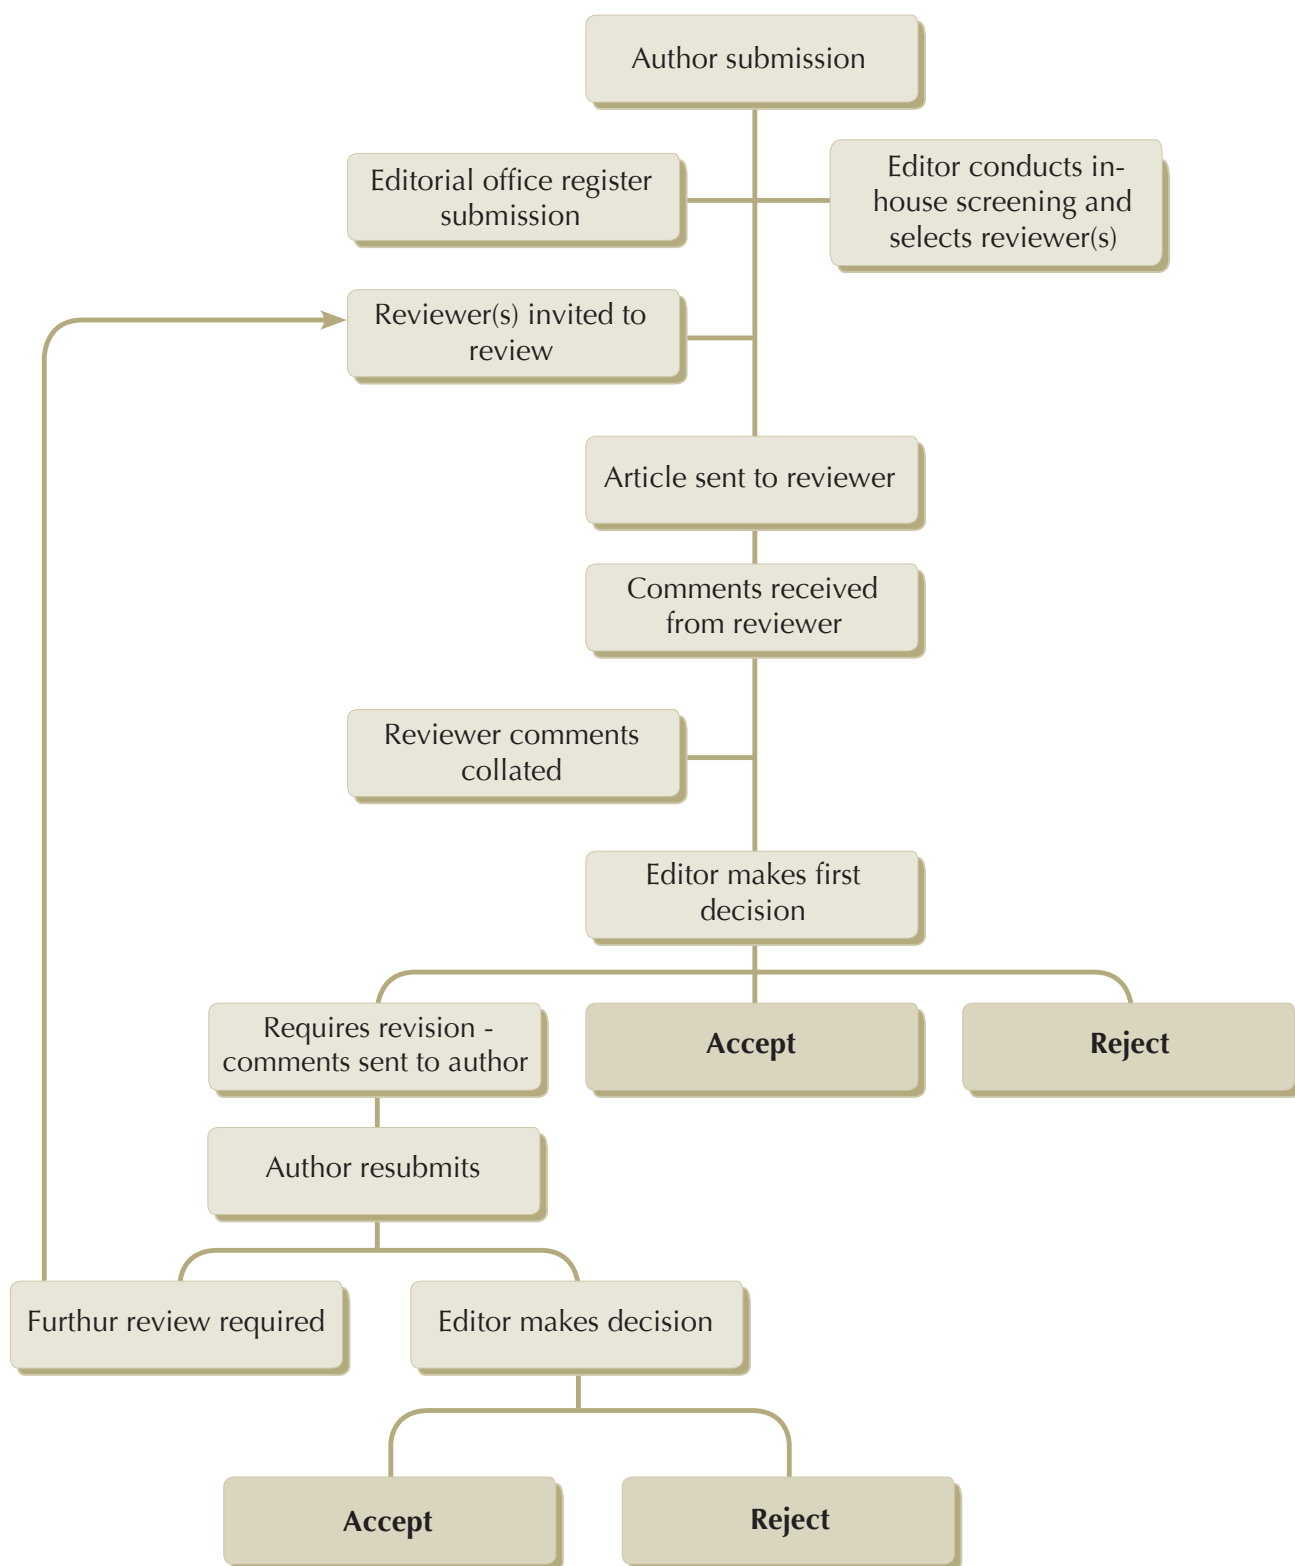 Author submission
Editorial office register
submission
Editor conducts in-
house screening and
selects reviewer(s)
Reviewer(s) invited to
review
Article sent to reviewer
Comments received
from reviewer
Reviewer comments
collated
Editor makes first
decision
Requires revision -
comments sent to author
Accept
Reject
Author resubmits
Furthur review required
Editor makes decision
Accept
Reject